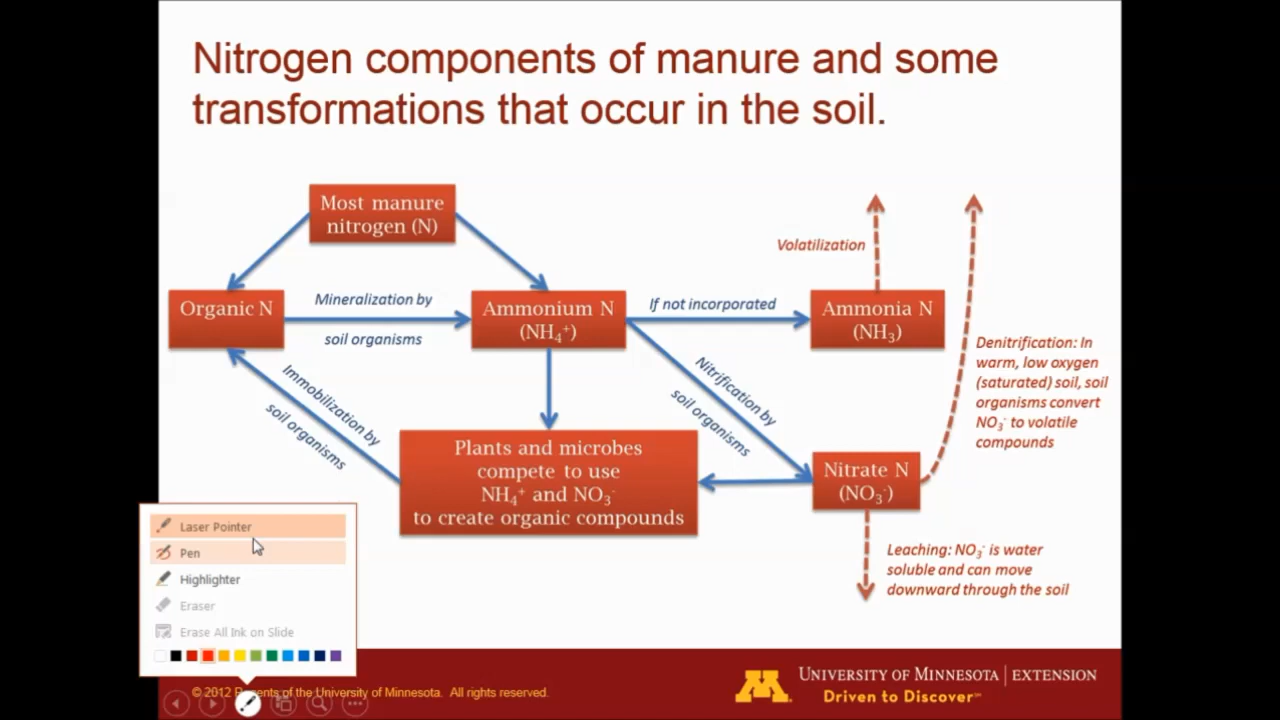 Nitrogen components of manure and some
transformations that occur in the soil.
Most manure
nitrogen (N)
Volatilization
Organic N
Mineralization by
soil organisms
Ammonium N
(NH₄⁺)
If not incorporated
Ammonia N
(NH₃)
Denitrification: In
warm, low oxygen
(saturated) soil, soil
organisms convert
NO₃⁻ to volatile
compounds
Immobilization by
soil organisms
Nitrification by
soil organisms
Plants and microbes
compete to use
NH₄⁺ and NO₃⁻
to create organic compounds
Nitrate N
(NO₃⁻)
Leaching: NO₃⁻ is water
soluble and can move
downward through the soil
Laser Pointer
Pen
Highlighter
Eraser
Erase All Ink on Slide
© 2012 Regents of the University of Minnesota. All rights reserved.
UNIVERSITY OF MINNESOTA | EXTENSION
Driven to Discover℠